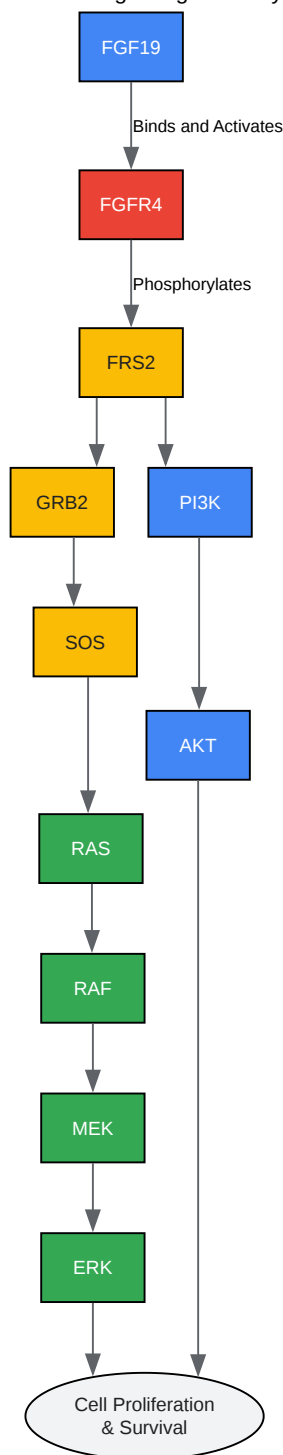 FGF19
Binds and Activates
FGFR4
Phosphorylates
FRS2
GRB2
PI3K
SOS
AKT
RAS
RAF
MEK
ERK
Cell Proliferation
& Survival